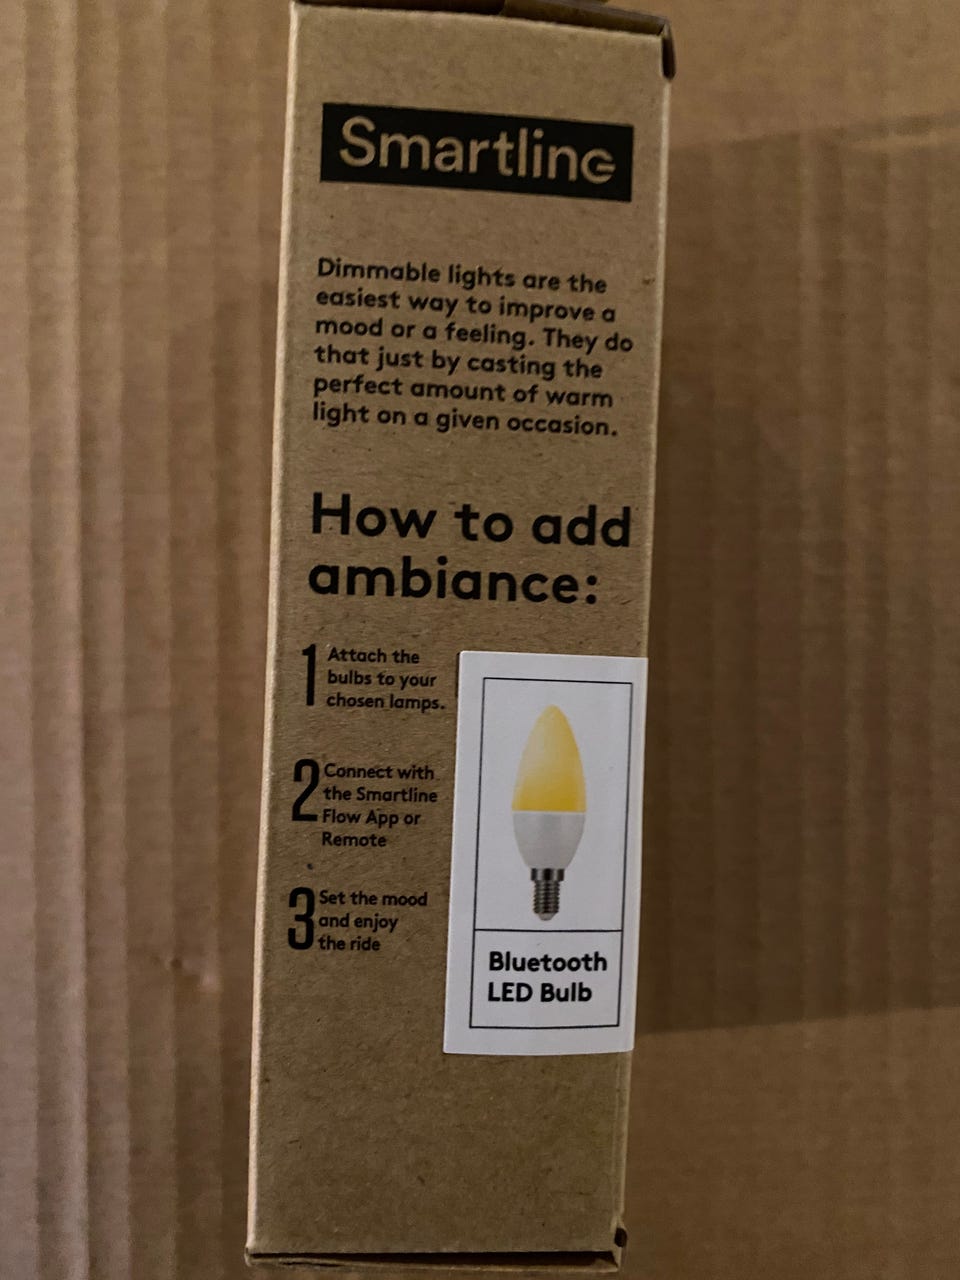 Smartline
Dimmable lights are the
easiest way to improve a
mood or a feeling. They do
that just by casting the
perfect amount of warm
light on a given occasion.
How to add
ambiance:
1 Attach the
bulbs to your
chosen lamps.
2 Connect with
the Smartline
Flow App or
Remote
3 Set the mood
and enjoy
the ride
Bluetooth
LED Bulb